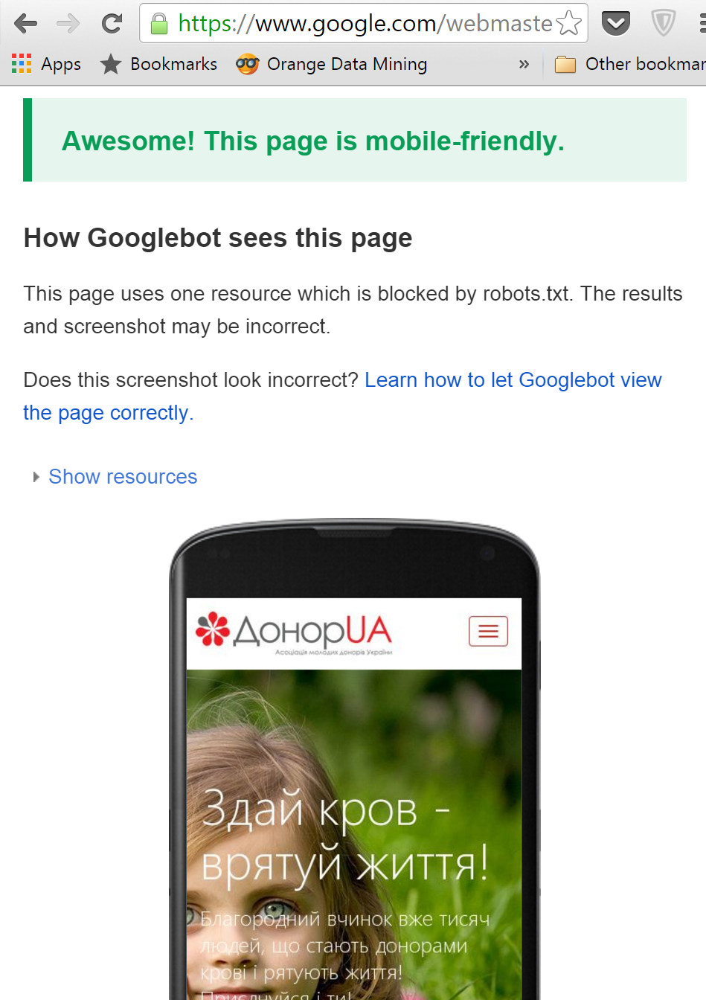 https://www.google.com/webmaste
Apps Bookmarks Orange Data Mining » Other bookmar
Awesome! This page is mobile-friendly.
How Googlebot sees this page
This page uses one resource which is blocked by robots.txt. The results
and screenshot may be incorrect.
Does this screenshot look incorrect? Learn how to let Googlebot view
the page correctly.
Show resources
ДонорUA
Асоціація молодих донорів України
Здай кров -
врятуй життя!
Благородний вчинок вже тисяч
людей, що стають донорами
крові і рятують життя!
Приєднуйся і ти!